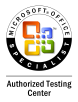 MICROSOFT® OFFICE
SPECIALIST
Authorized Testing
Center